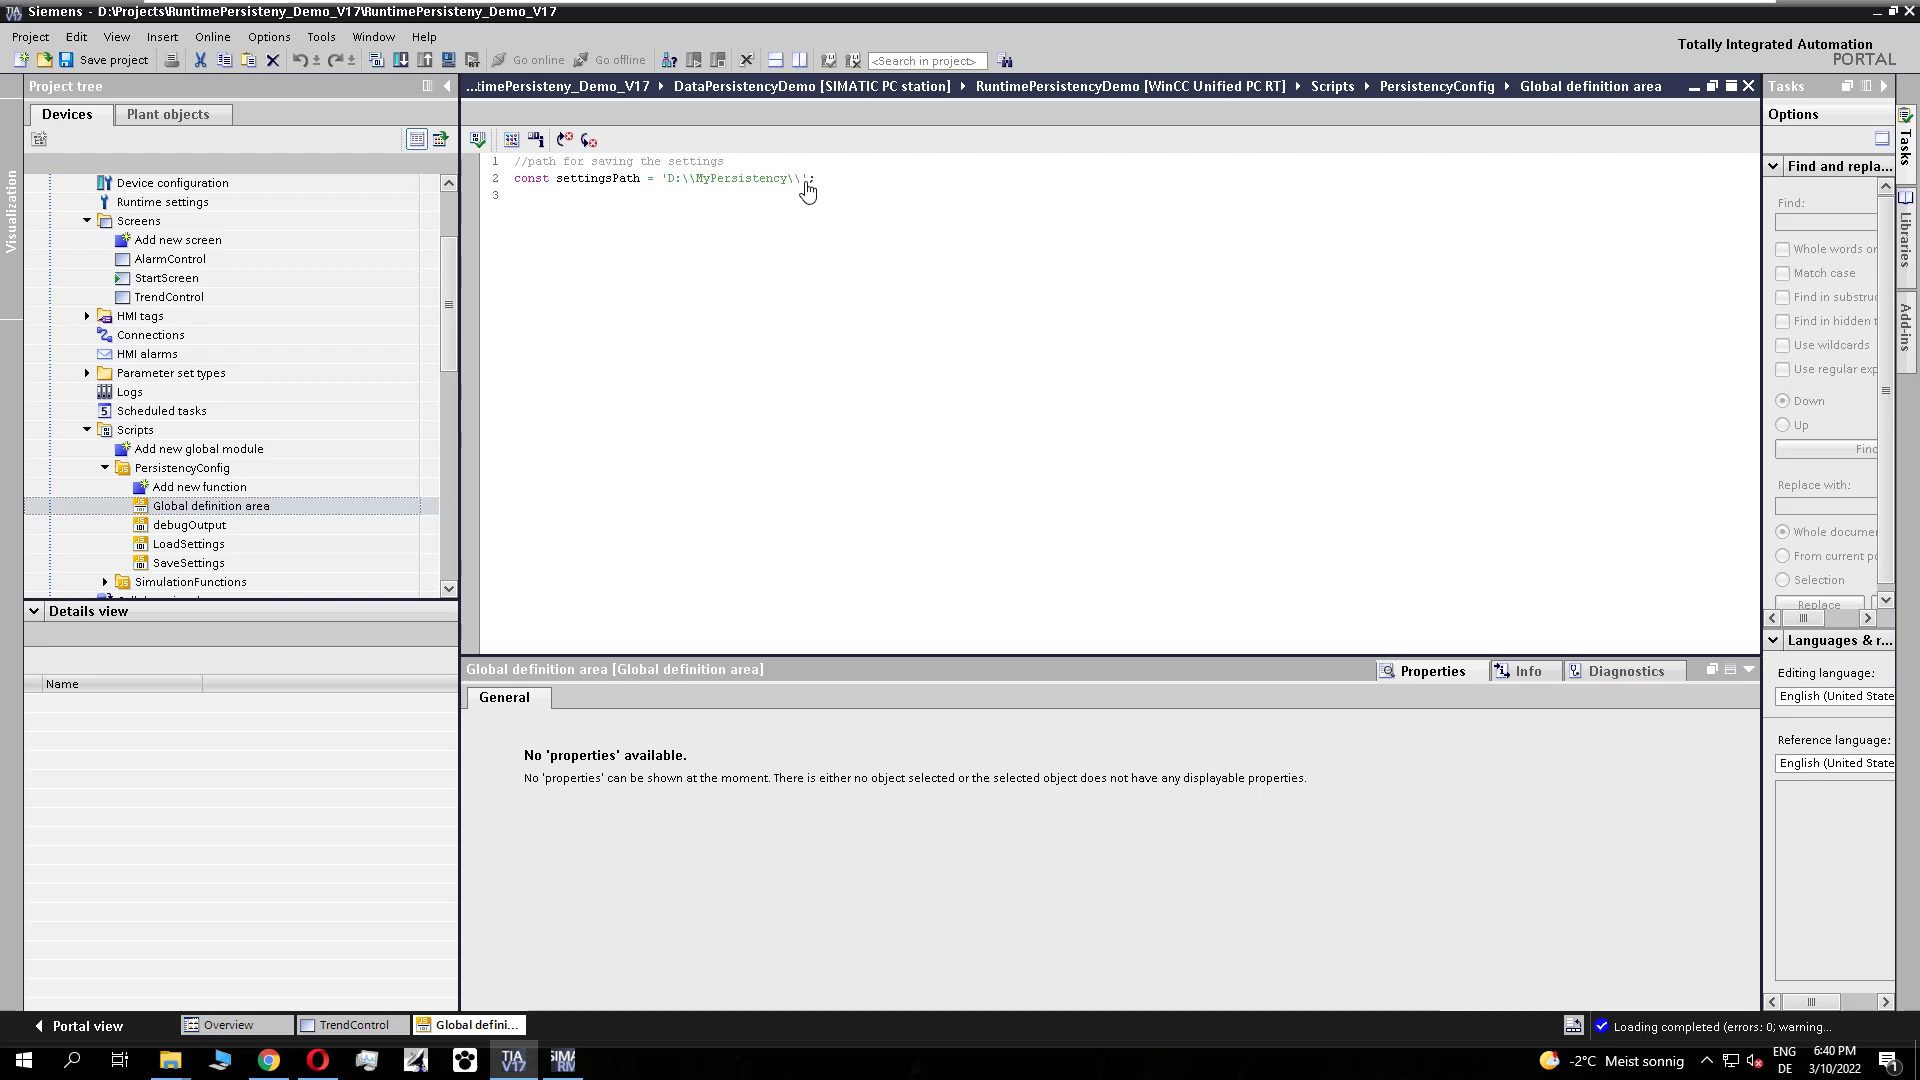 Siemens - D:\Projects\RuntimePersisteny_Demo_V17\RuntimePersisteny_Demo_V17
Project Edit View Insert Online Options Tools Window Help
Totally Integrated Automation
PORTAL
Save project
Go online
Go offline
<Search in project>
Project tree
...timePersisteny_Demo_V17 DataPersistencyDemo [SIMATIC PC station] RuntimePersistencyDemo [WinCC Unified PC RT] Scripts PersistencyConfig Global definition area
Tasks
Devices
Plant objects
Options
Visualization
Device configuration
Runtime settings
Screens
Add new screen
AlarmControl
StartScreen
TrendControl
HMI tags
Connections
HMI alarms
Parameter set types
Logs
Scheduled tasks
Scripts
Add new global module
PersistencyConfig
Add new function
Global definition area
debugOutput
LoadSettings
SaveSettings
SimulationFunctions
Details view
Name
1 //path for saving the settings
2 const settingsPath = 'D:\\MyPersistency\\';
3
Global definition area [Global definition area]
Properties
Info
Diagnostics
General
No 'properties' available.
No 'properties' can be shown at the moment. There is either no object selected or the selected object does not have any displayable properties.
Find and repla...
Find:
Whole words or
Match case
Find in substruc
Find in hidden t
Use wildcards
Use regular exp
Down
Up
Find
Replace with:
Whole docume
From current po
Selection
Replace
Languages & r...
Editing language:
English (United State
Reference language:
English (United State
Tasks
Libraries
Add-ins
Portal view
Overview
TrendControl
Global defini...
Loading completed (errors: 0; warning...
TIA
V17
SIMA
RM
-2°C Meist sonnig
ENG
DE
6:40 PM
3/10/2022
1